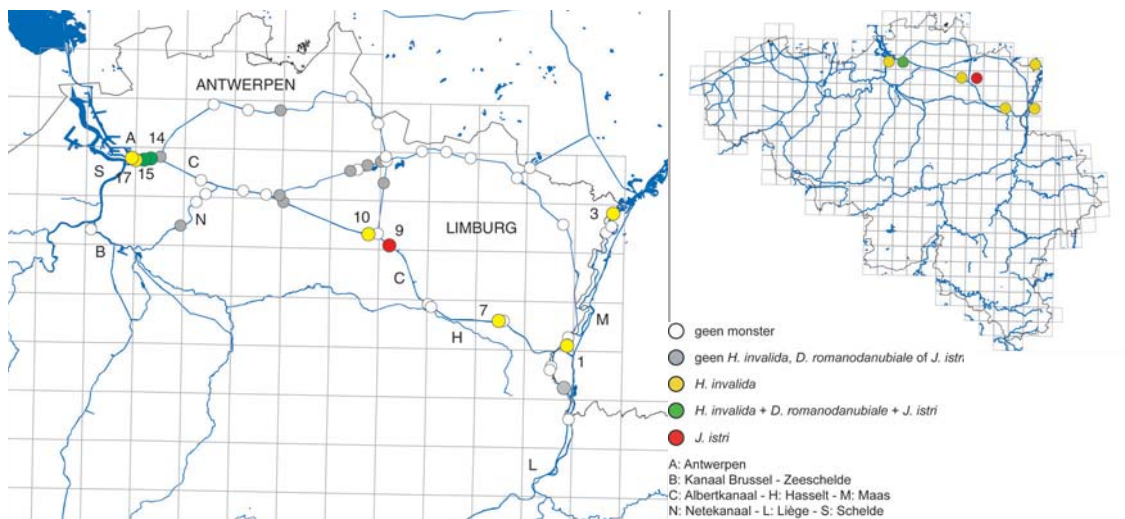 ANTWERPEN
A
14
S
C
17
15
N
B
10
9
LIMBURG
3
C
7
H
M
1
L
geen monster
geen H. invalida, D. romanodanubiale of J. istri
H. invalida
H. invalida + D. romanodanubiale + J. istri
J. istri
A: Antwerpen
B: Kanaal Brussel - Zeeschelde
C: Albertkanaal - H: Hasselt - M: Maas
N: Netekanaal - L: Liège - S: Schelde